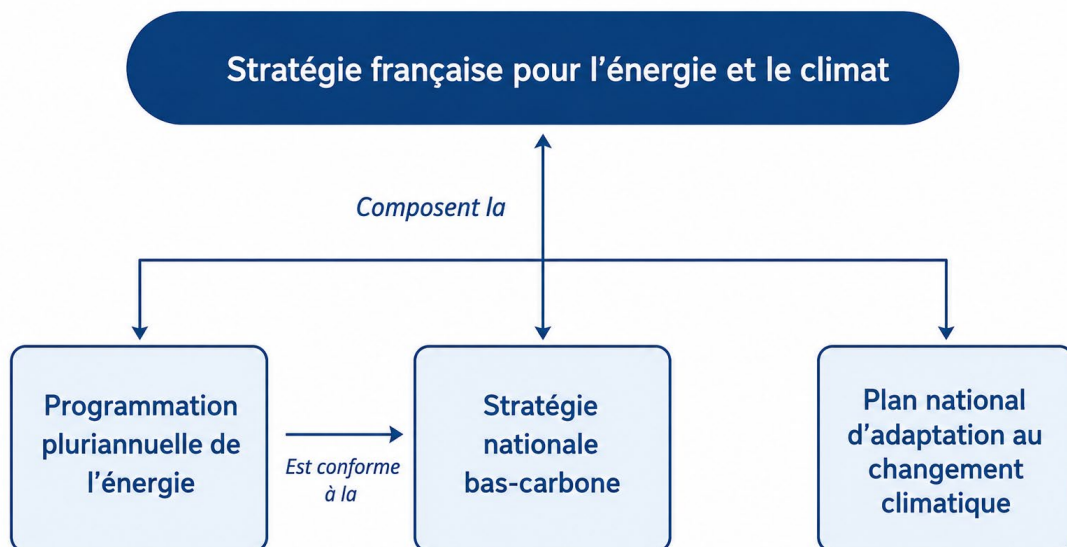 Stratégie française pour l’énergie et le climat
Composent la
Programmation
pluriannuelle de
l’énergie
Est conforme
à la
Stratégie
nationale
bas-carbone
Plan national
d’adaptation au
changement
climatique